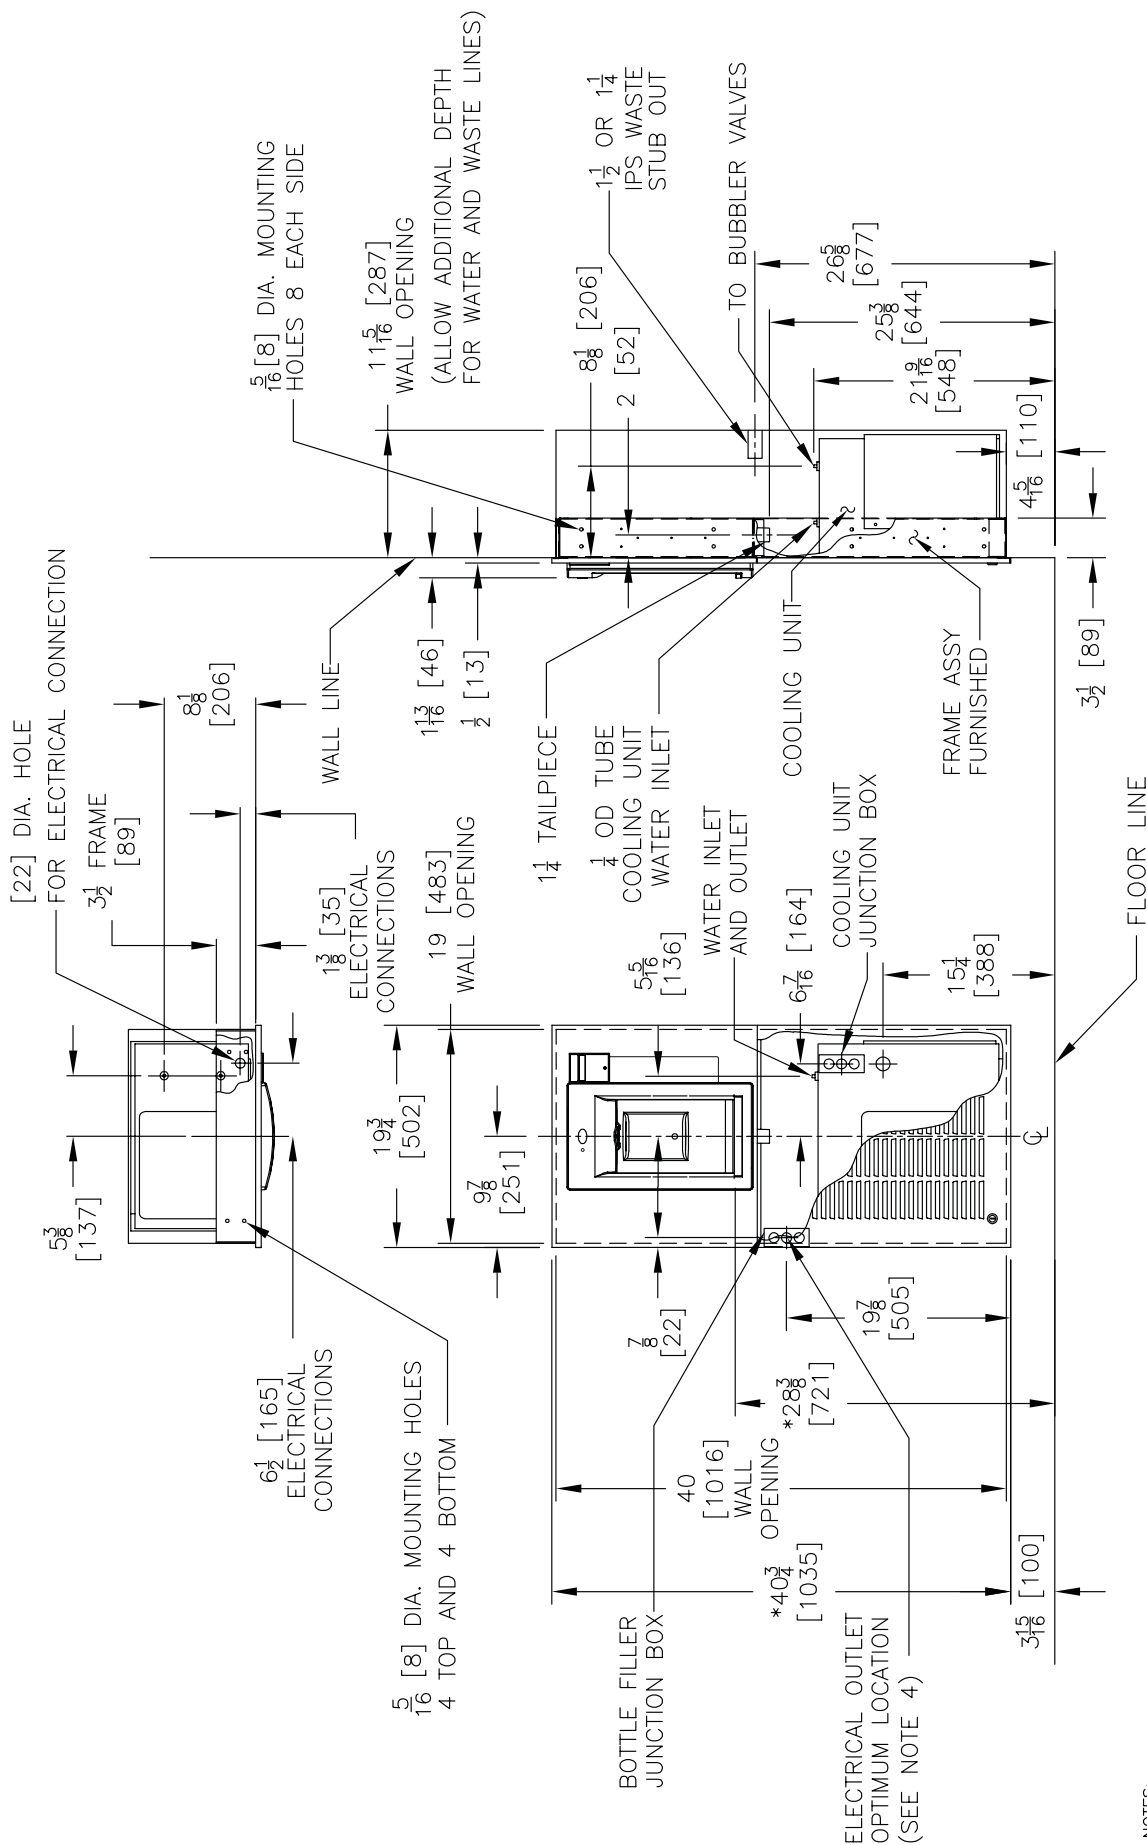 [22] DIA. HOLE
FOR ELECTRICAL CONNECTION
3 1/2 FRAME
[89]
8 1/8
[206]
1 3/8 [35]
ELECTRICAL
CONNECTIONS
5 3/8
[137]
6 1/2 [165]
ELECTRICAL
CONNECTIONS
5/16 [8] DIA. MOUNTING HOLES
4 TOP AND 4 BOTTOM
19 [483]
WALL OPENING
19 3/4
[502]
9 7/8
[251]
7/8
[22]
5 5/16
[136]
WATER INLET
AND OUTLET
6 7/16 [164]
COOLING UNIT
JUNCTION BOX
15 1/4
[388]
FLOOR LINE
CL
19 7/8
[505]
*28 3/8
[721]
40
[1016]
WALL
OPENING
*40 3/4
[1035]
3 15/16 [100]
BOTTLE FILLER
JUNCTION BOX
ELECTRICAL OUTLET
OPTIMUM LOCATION
(SEE NOTE 4)
5/16 [8] DIA. MOUNTING
HOLES 8 EACH SIDE
11 5/16 [287]
WALL OPENING
(ALLOW ADDITIONAL DEPTH
FOR WATER AND WASTE LINES)
8 1/8 [206]
2 [52]
1 1/2 OR 1 1/4
IPS WASTE
STUB OUT
TO BUBBLER VALVES
26 5/8
[677]
25 3/8
[644]
21 9/16
[548]
4 5/16 [110]
3 1/2 [89]
WALL LINE
1 13/16 [46]
1/2 [13]
1 1/4 TAILPIECE
1/4 OD TUBE
COOLING UNIT
WATER INLET
COOLING UNIT
FRAME ASSY
FURNISHED
NOTES: